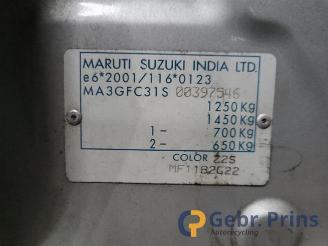 MARUTI SUZUKI INDIA LTD.
e6*2001/116*0123
MA3GFC31S 00397546
1250Kg
1450Kg
1- 700Kg
2- 650Kg
COLOR Z2S
MF11B2G22
Gebr. Prins
Autorecycling